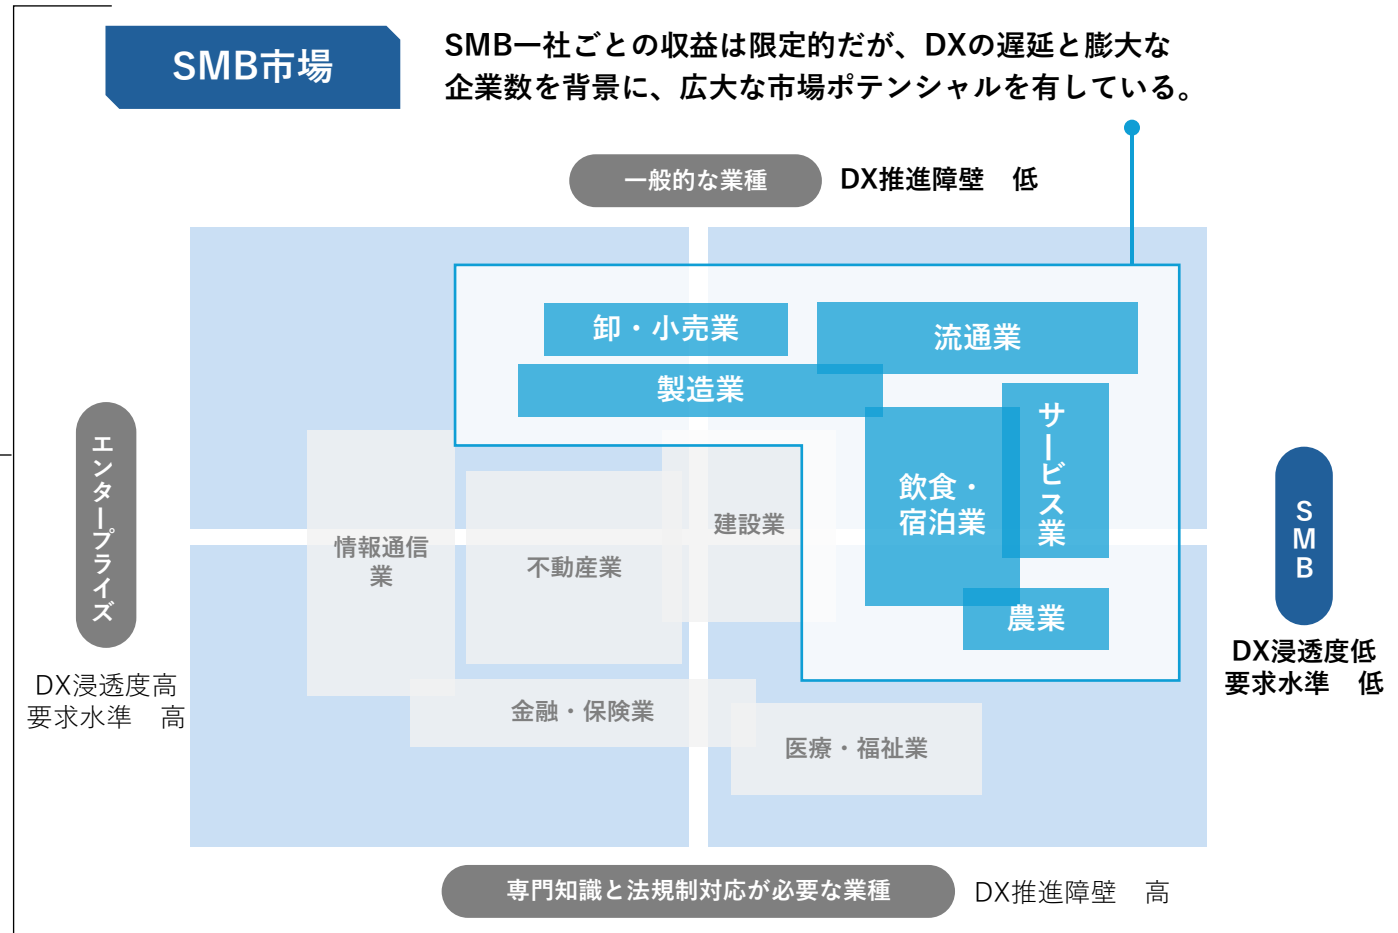 SMB市場
SMB一社ごとの収益は限定的だが、DXの遅延と膨大な
企業数を背景に、広大な市場ポテンシャルを有している。
一般的な業種
DX推進障壁　低
卸・小売業
流通業
製造業
サービス業
飲食・
宿泊業
農業
建設業
情報通信
業
不動産業
金融・保険業
医療・福祉業
エンタープライズ
DX浸透度高
要求水準　高
SMB
DX浸透度低
要求水準　低
専門知識と法規制対応が必要な業種
DX推進障壁　高